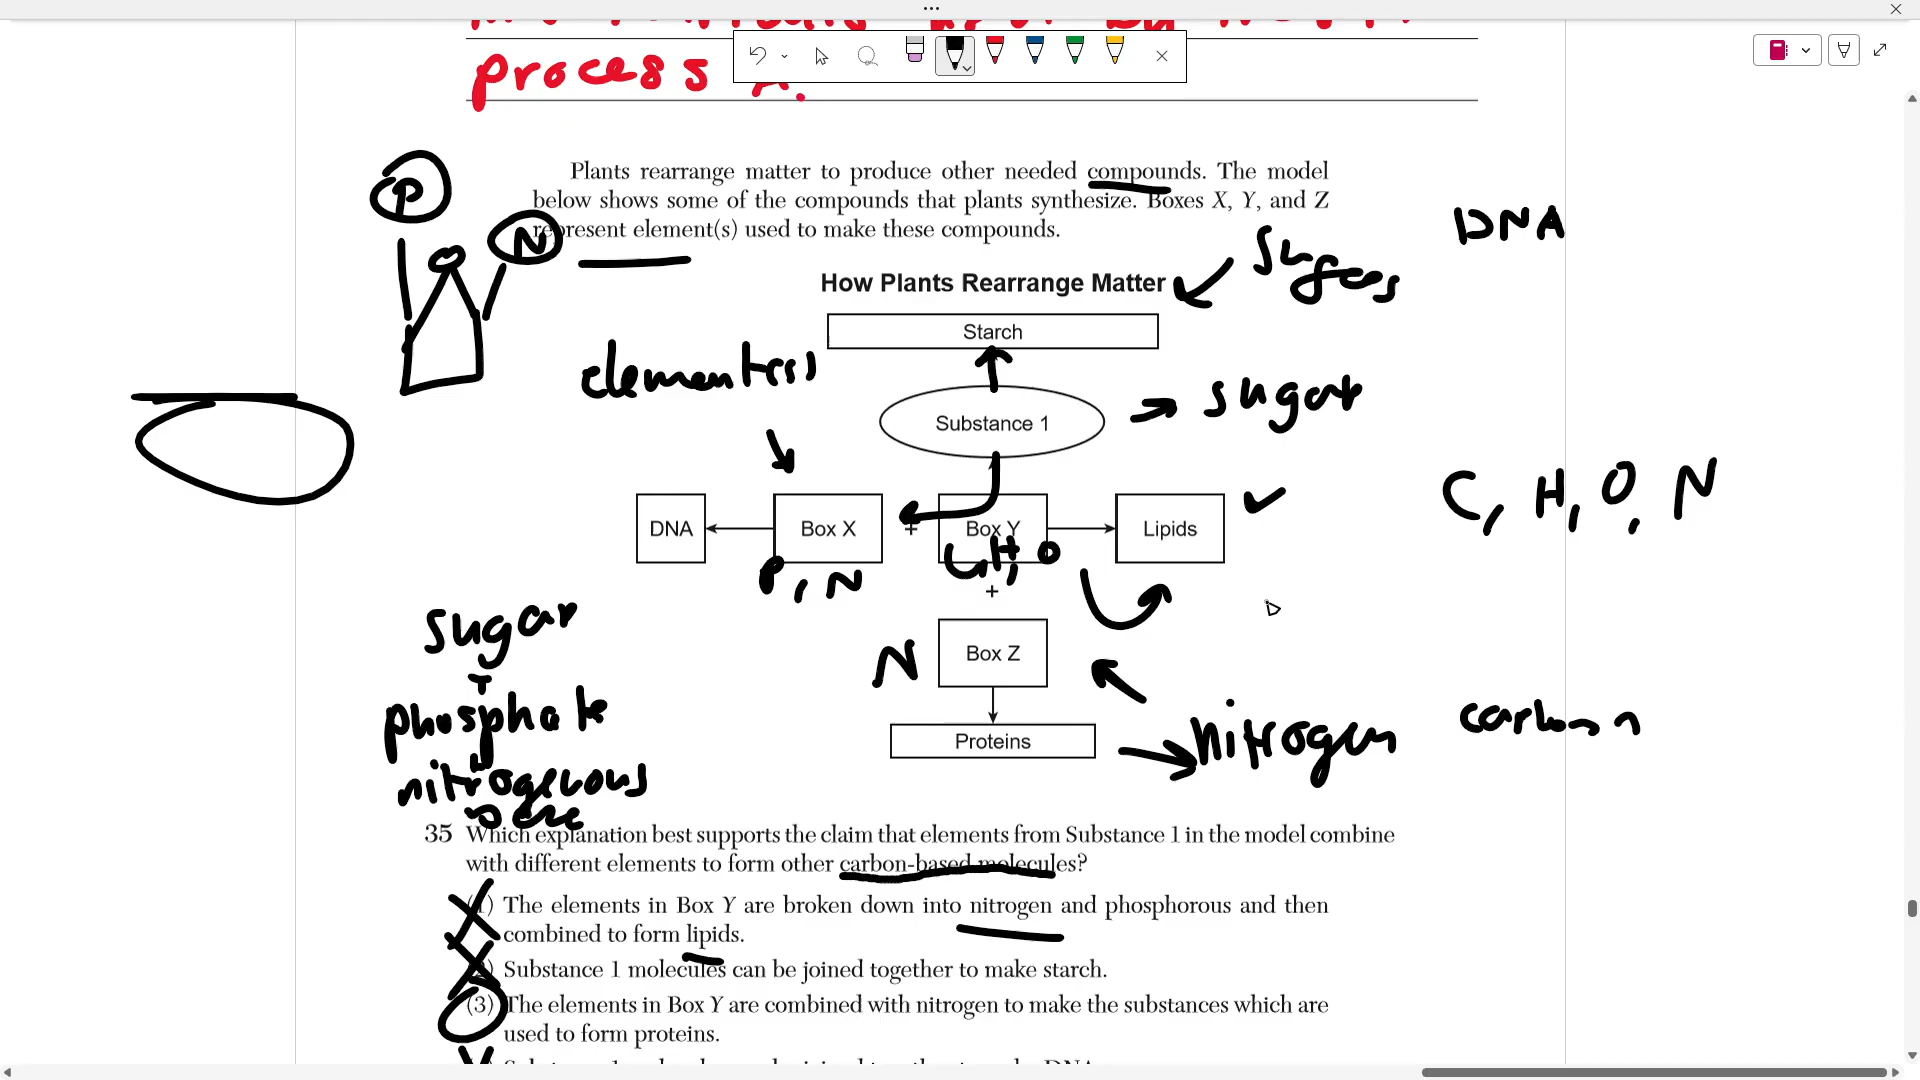 process
Plants rearrange matter to produce other needed compounds. The model
below shows some of the compounds that plants synthesize. Boxes X, Y, and Z
represent element(s) used to make these compounds.
P
N
DNA
sugars
How Plants Rearrange Matter
Starch
element(s)
Substance 1
sugar
C, H, O, N
DNA
Box X
+
Box Y
Lipids
P, N
C, H, O
+
sugar
+
phosphate
+
nitrogenous
N
Box Z
Proteins
nitrogen
carbon
35 Which explanation best supports the claim that elements from Substance 1 in the model combine
with different elements to form other carbon-based molecules?
(1) The elements in Box Y are broken down into nitrogen and phosphorous and then
combined to form lipids.
(2) Substance 1 molecules can be joined together to make starch.
(3) The elements in Box Y are combined with nitrogen to make the substances which are
used to form proteins.